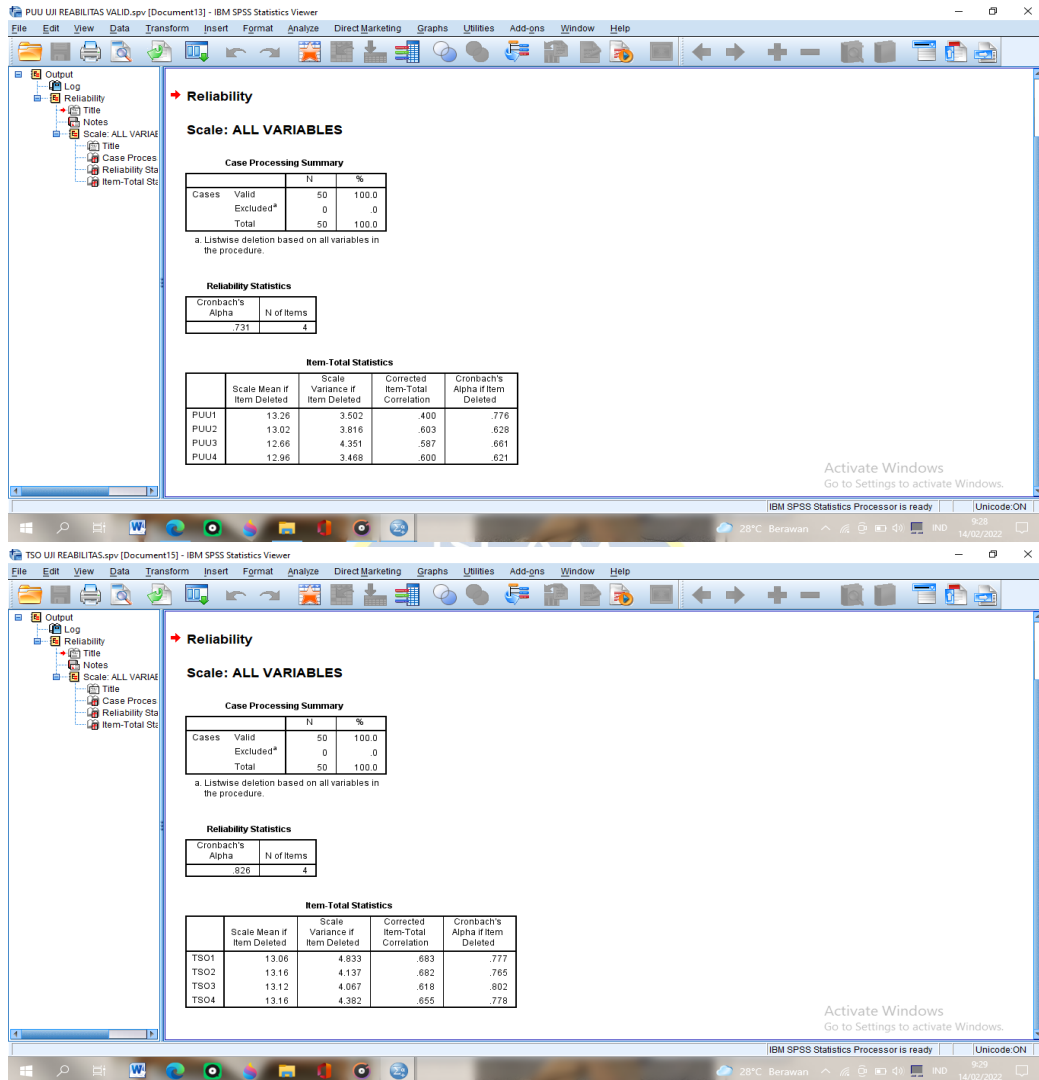 PUU UJI REABILITAS VALID.spv [Document13] - IBM SPSS Statistics Viewer
File Edit View Data Transform Insert Format Analyze Direct Marketing Graphs Utilities Add-ons Window Help
Output
Log
Reliability
Title
Notes
Scale: ALL VARIAB
Title
Case Proces
Reliability Sta
Item-Total Sta
Reliability
Scale: ALL VARIABLES
Case Processing Summary
N %
Cases Valid 50 100.0
Excludedª 0 .0
Total 50 100.0
a. Listwise deletion based on all variables in
the procedure.
Reliability Statistics
Cronbach's
Alpha N of Items
.731 4
Item-Total Statistics
Scale Mean if Item Deleted Scale Variance if Item Deleted Corrected Item-Total Correlation Cronbach's Alpha if Item Deleted
PUU1 13.26 3.502 .400 .776
PUU2 13.02 3.816 .603 .628
PUU3 12.66 4.351 .587 .661
PUU4 12.96 3.468 .600 .621
Activate Windows
Go to Settings to activate Windows.
IBM SPSS Statistics Processor is ready Unicode:ON
28°C Berawan IND 9:28
14/02/2022
TSO UJI REABILITAS.spv [Document15] - IBM SPSS Statistics Viewer
File Edit View Data Transform Insert Format Analyze Direct Marketing Graphs Utilities Add-ons Window Help
Output
Log
Reliability
Title
Notes
Scale: ALL VARIAB
Title
Case Proces
Reliability Sta
Item-Total Sta
Reliability
Scale: ALL VARIABLES
Case Processing Summary
N %
Cases Valid 50 100.0
Excludedª 0 .0
Total 50 100.0
a. Listwise deletion based on all variables in
the procedure.
Reliability Statistics
Cronbach's
Alpha N of Items
.826 4
Item-Total Statistics
Scale Mean if Item Deleted Scale Variance if Item Deleted Corrected Item-Total Correlation Cronbach's Alpha if Item Deleted
TSO1 13.06 4.833 .683 .777
TSO2 13.16 4.137 .682 .765
TSO3 13.12 4.067 .618 .802
TSO4 13.16 4.382 .655 .778
Activate Windows
Go to Settings to activate Windows.
IBM SPSS Statistics Processor is ready Unicode:ON
28°C Berawan IND 9:29
14/02/2022